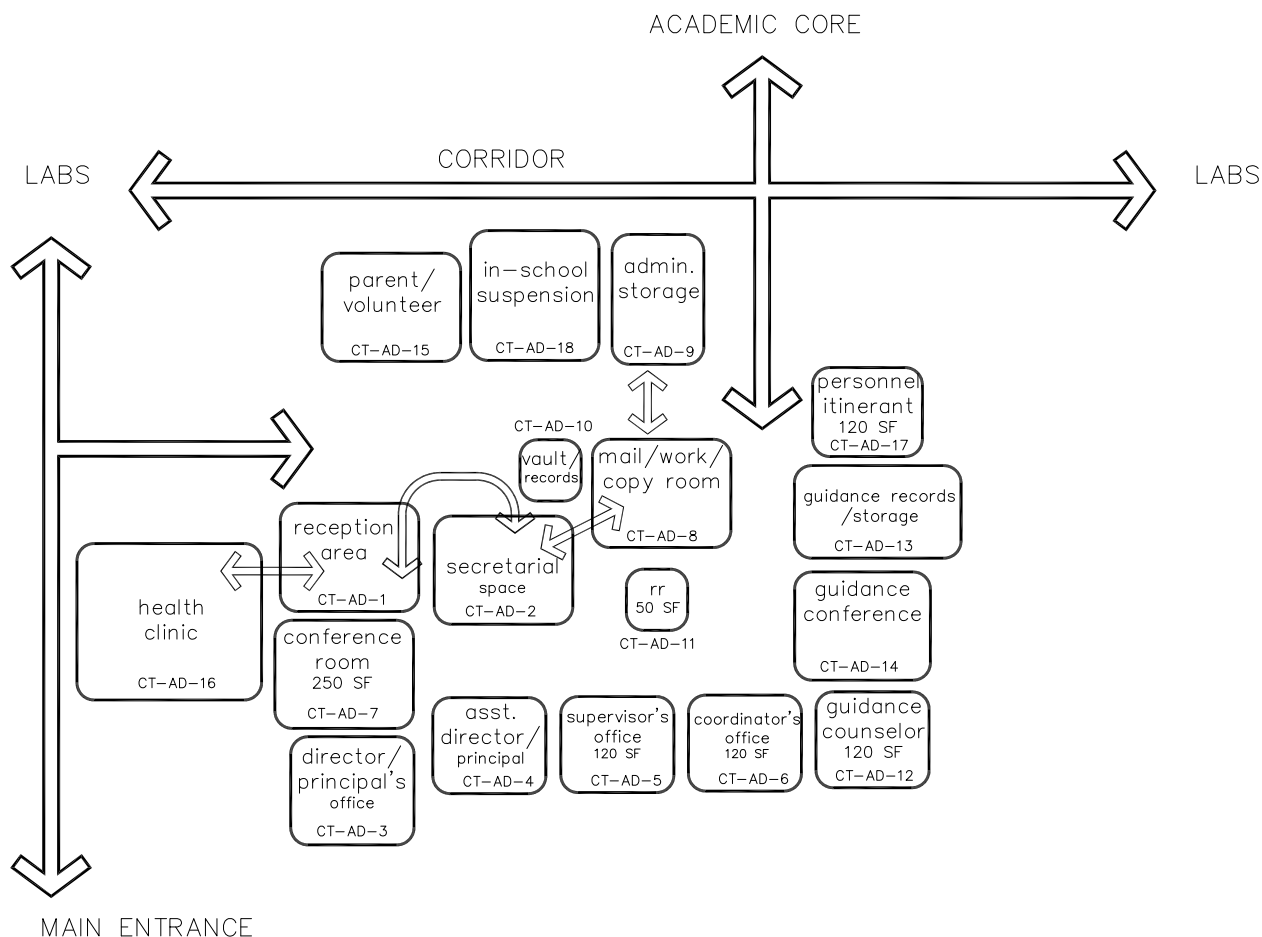 ACADEMIC CORE
CORRIDOR
LABS
LABS
parent/
volunteer
CT-AD-15
in-school
suspension
CT-AD-18
admin.
storage
CT-AD-9
personnel
itinerant
120 SF
CT-AD-17
CT-AD-10
vault/
records
mail/work/
copy room
CT-AD-8
guidance records
/storage
CT-AD-13
reception
area
CT-AD-1
secretarial
space
CT-AD-2
health
clinic
CT-AD-16
rr
50 SF
CT-AD-11
guidance
conference
CT-AD-14
conference
room
250 SF
CT-AD-7
director/
principal's
office
CT-AD-3
asst.
director/
principal
CT-AD-4
supervisor's
office
120 SF
CT-AD-5
coordinator's
office
120 SF
CT-AD-6
guidance
counselor
120 SF
CT-AD-12
MAIN ENTRANCE